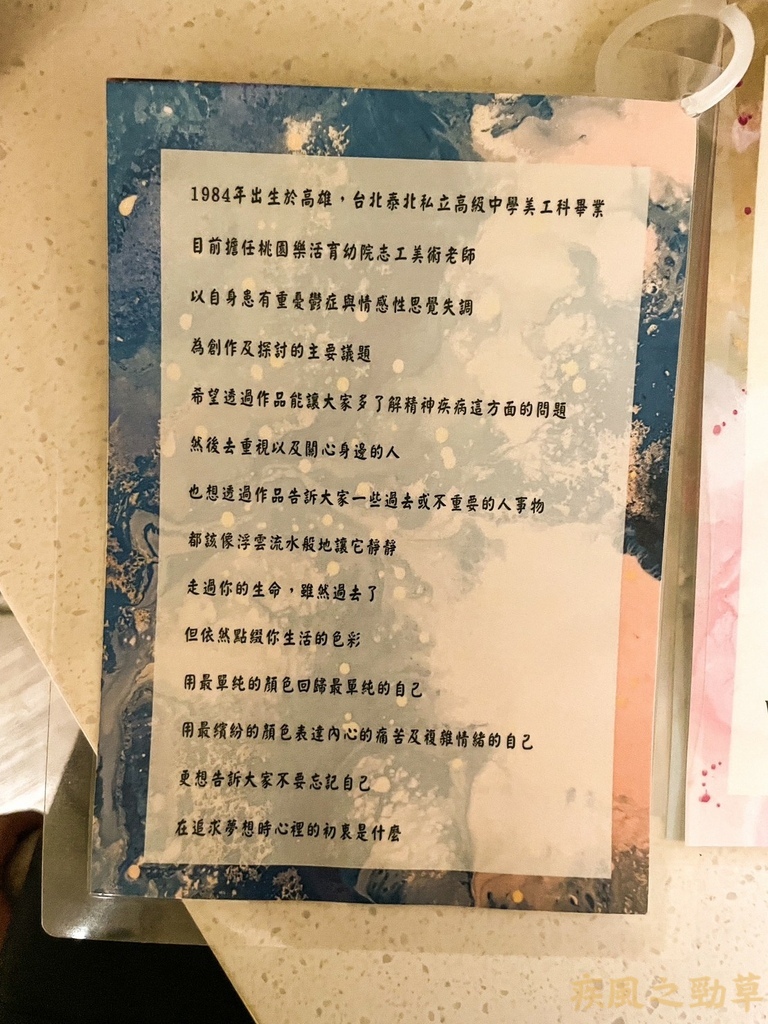 1984年出生於高雄，台北泰北私立高級中學美工科畢業
目前擔任桃園樂活育幼院志工美術老師
以自身患有重憂鬱症與情感性思覺失調
為創作及探討的主要議題
希望透過作品能讓大家多了解精神疾病這方面的問題
然後去重視以及關心身邊的人
也想透過作品告訴大家一些過去或不重要的人事物
都該像浮雲流水般地讓它靜靜
走過你的生命，雖然過去了
但依然點綴你生活的色彩
用最單純的顏色回歸最單純的自己
用最繽紛的顏色表達內心的痛苦及複雜情緒的自己
更想告訴大家不要忘記自己
在追求夢想時心裡的初衷是什麼
疾風之勁草